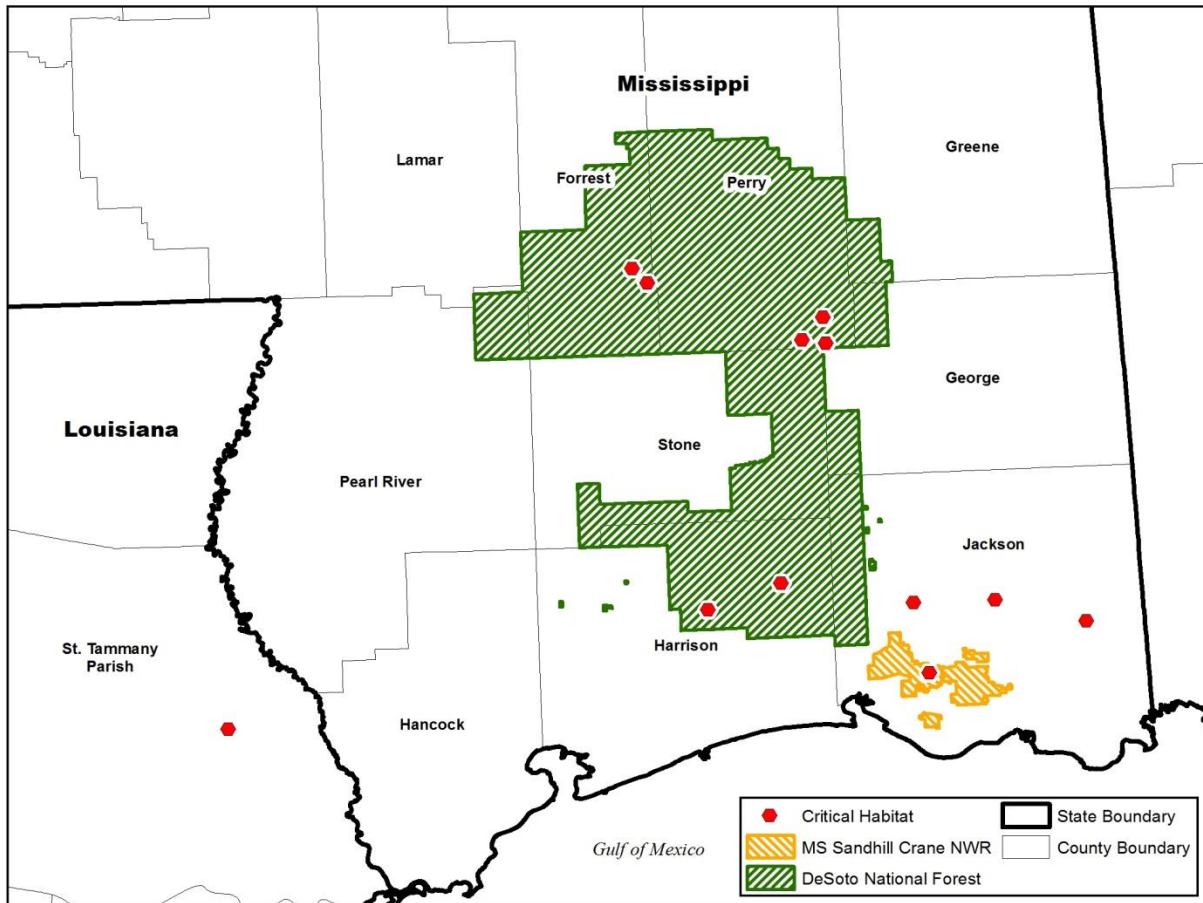 Mississippi
Greene
Lamar
Forrest
Perry
George
Louisiana
Stone
Pearl River
Jackson
St. Tammany
Parish
Harrison
Hancock
Gulf of Mexico
Critical Habitat
MS Sandhill Crane NWR
DeSoto National Forest
State Boundary
County Boundary